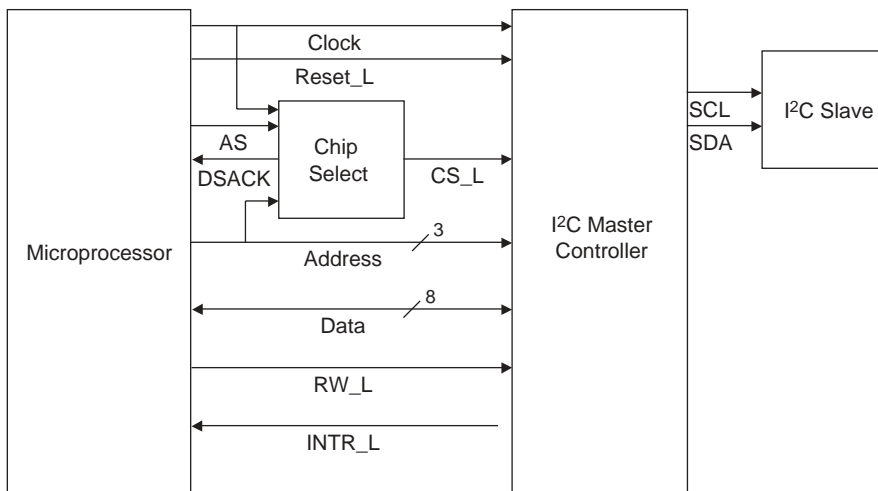 Clock
Reset_L
AS
DSACK
Chip
Select
CS_L
SCL
SDA
I²C Slave
Microprocessor
3
Address
I²C Master
Controller
8
Data
RW_L
INTR_L